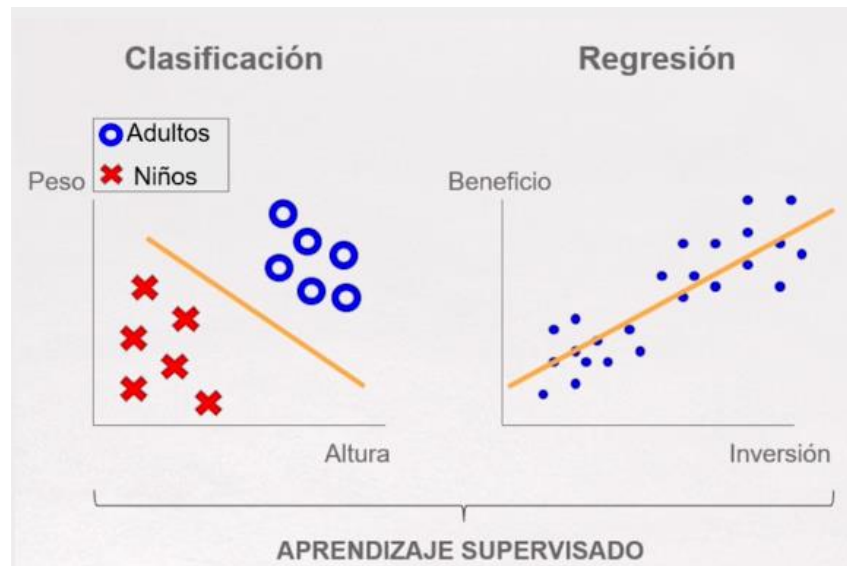 Clasificación
Regresión
Adultos
Niños
Peso
Beneficio
Altura
Inversión
APRENDIZAJE SUPERVISADO